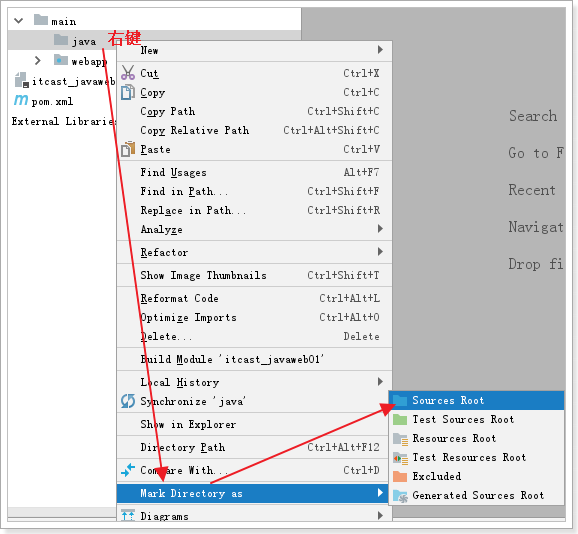 main
java
右键
webapp
itcast_javaweb
pom.xml
External Libraries
New
Cut Ctrl+X
Copy Ctrl+C
Copy Path Ctrl+Shift+C
Copy Relative Path Ctrl+Alt+Shift+C
Paste Ctrl+V
Find Usages Alt+F7
Find in Path... Ctrl+Shift+F
Replace in Path... Ctrl+Shift+R
Analyze
Refactor
Show Image Thumbnails Ctrl+Shift+T
Reformat Code Ctrl+Alt+L
Optimize Imports Ctrl+Alt+O
Delete... Delete
Build Module 'itcast_javaweb01'
Local History
Synchronize 'java'
Show in Explorer
Directory Path Ctrl+Alt+F12
Compare With... Ctrl+D
Mark Directory as
Diagrams
Sources Root
Test Sources Root
Resources Root
Test Resources Root
Excluded
Generated Sources Root
Search
Go to F
Recent
Navigat
Drop fi